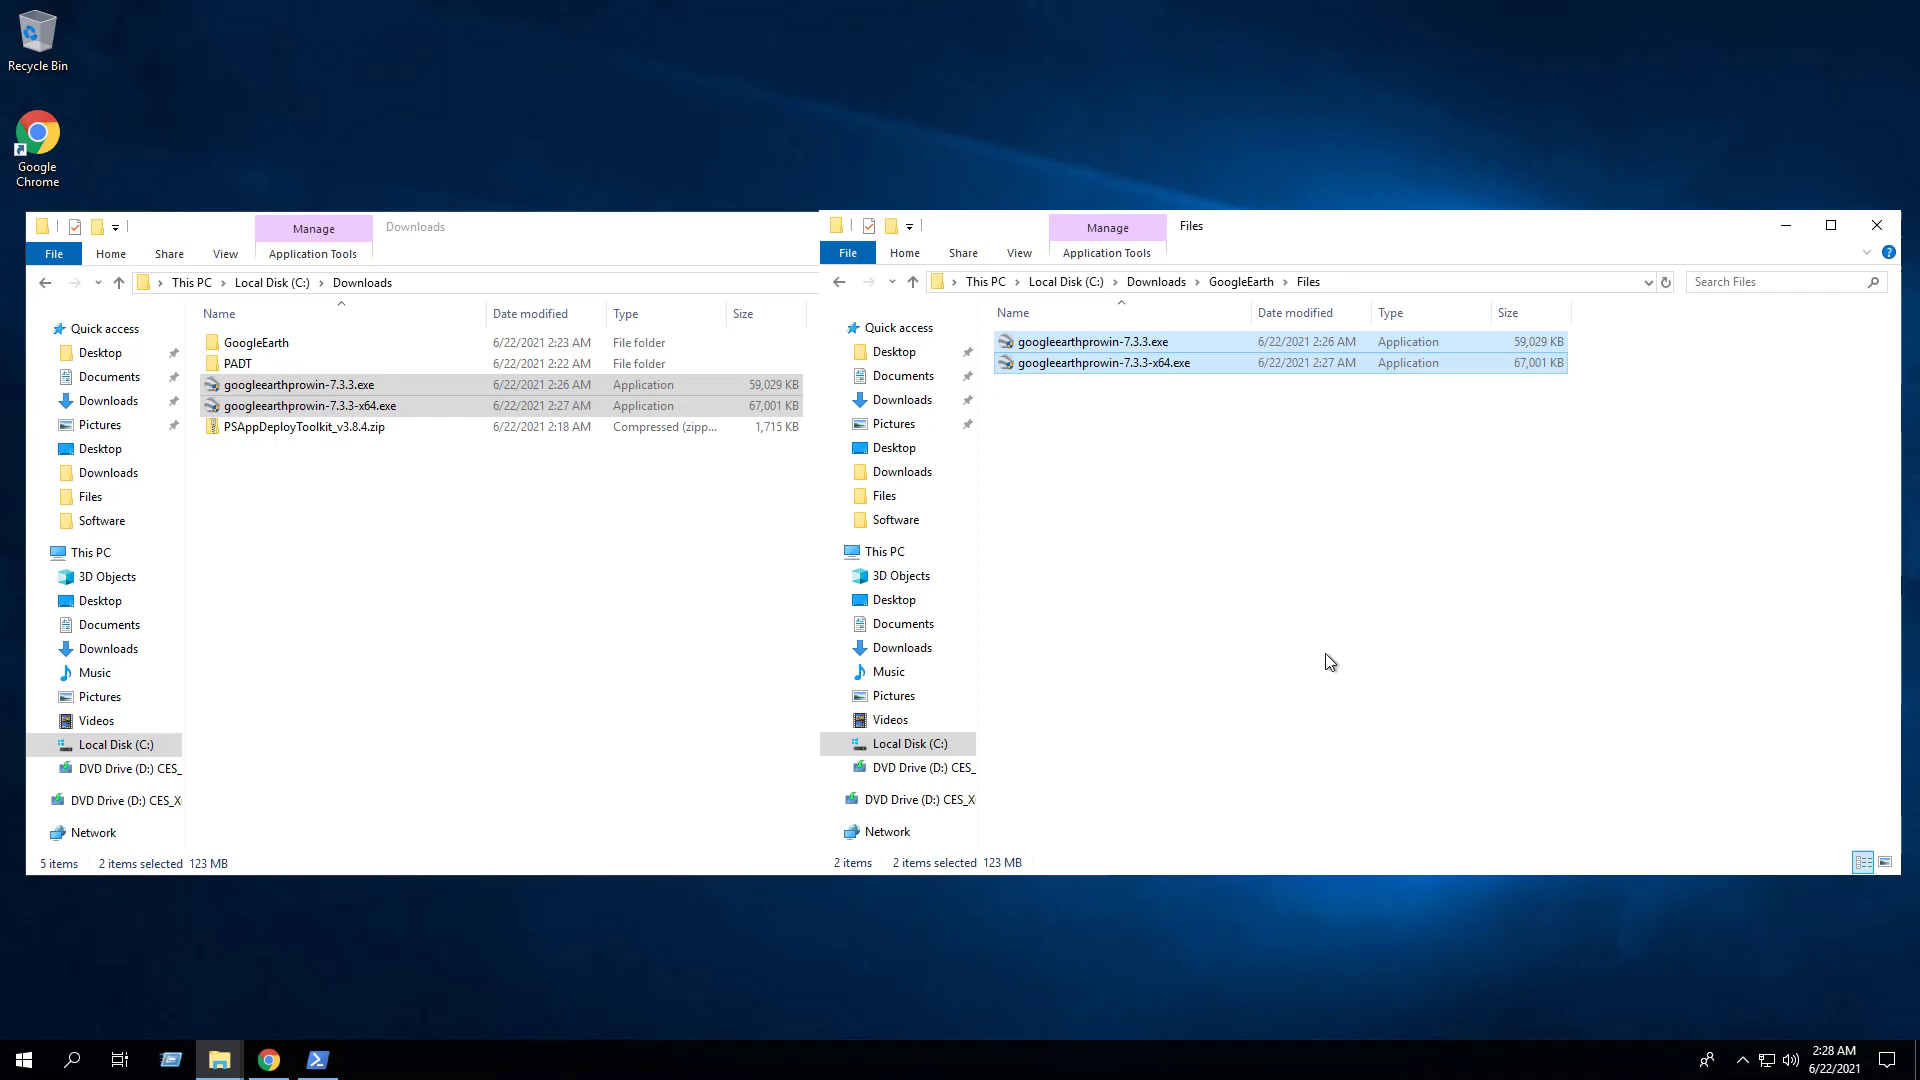 Recycle Bin
Google
Chrome
Manage
Downloads
File
Home
Share
View
Application Tools
This PC
Local Disk (C:)
Downloads
Name
Date modified
Type
Size
Quick access
Desktop
Documents
Downloads
Pictures
Desktop
Downloads
Files
Software
This PC
3D Objects
Desktop
Documents
Downloads
Music
Pictures
Videos
Local Disk (C:)
DVD Drive (D:) CES_
DVD Drive (D:) CES_X
Network
GoogleEarth 6/22/2021 2:23 AM File folder
PADT 6/22/2021 2:22 AM File folder
googleearthprowin-7.3.3.exe 6/22/2021 2:26 AM Application 59,029 KB
googleearthprowin-7.3.3-x64.exe 6/22/2021 2:27 AM Application 67,001 KB
PSAppDeployToolkit_v3.8.4.zip 6/22/2021 2:18 AM Compressed (zipp... 1,715 KB
5 items 2 items selected 123 MB
Manage
Files
File
Home
Share
View
Application Tools
This PC
Local Disk (C:)
Downloads
GoogleEarth
Files
Search Files
Name
Date modified
Type
Size
Quick access
Desktop
Documents
Downloads
Pictures
Desktop
Downloads
Files
Software
This PC
3D Objects
Desktop
Documents
Downloads
Music
Pictures
Videos
Local Disk (C:)
DVD Drive (D:) CES_
DVD Drive (D:) CES_X
Network
googleearthprowin-7.3.3.exe 6/22/2021 2:26 AM Application 59,029 KB
googleearthprowin-7.3.3-x64.exe 6/22/2021 2:27 AM Application 67,001 KB
2 items 2 items selected 123 MB
2:28 AM
6/22/2021